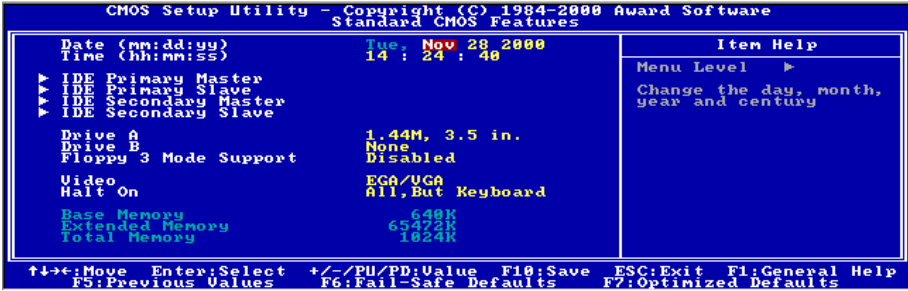 CMOS Setup Utility - Copyright (C) 1984-2000 Award Software
Standard CMOS Features
Date (mm:dd:yy) Tue, Nov 28 2000
Time (hh:mm:ss) 14 : 24 : 40
► IDE Primary Master
► IDE Primary Slave
► IDE Secondary Master
► IDE Secondary Slave
Drive A 1.44M, 3.5 in.
Drive B None
Floppy 3 Mode Support Disabled
Video EGA/VGA
Halt On All,But Keyboard
Base Memory 640K
Extended Memory 65472K
Total Memory 1024K
Item Help
Menu Level ►
Change the day, month,
year and century
↑↓→←:Move Enter:Select +/-/PU/PD:Value F10:Save ESC:Exit F1:General Help
F5:Previous Values F6:Fail-Safe Defaults F7:Optimized Defaults